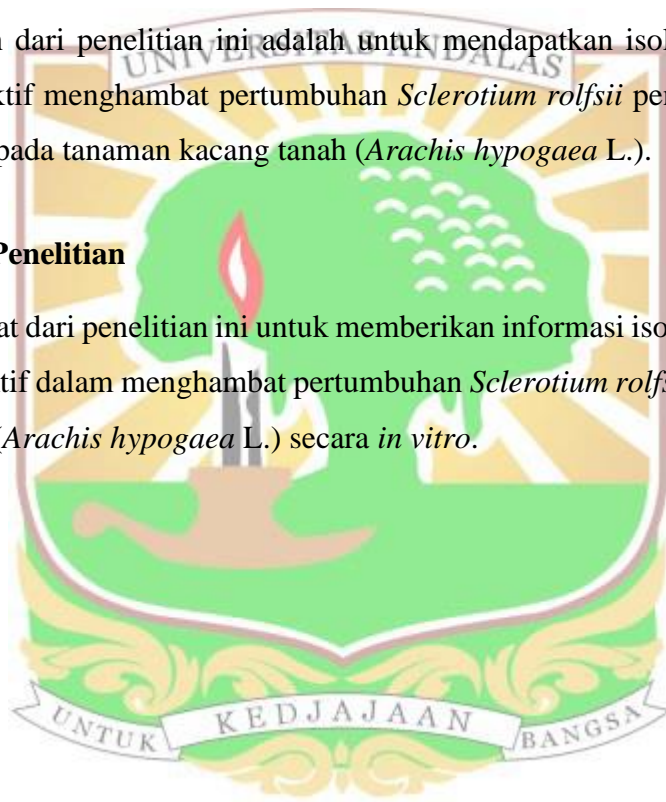 dari penelitian ini adalah untuk mendapatkan isol
UNIVERSITAS ANDALAS
ktif menghambat pertumbuhan Sclerotium rolfsii pen
pada tanaman kacang tanah (Arachis hypogaea L.).
Penelitian
at dari penelitian ini untuk memberikan informasi iso
tif dalam menghambat pertumbuhan Sclerotium rolfs
(Arachis hypogaea L.) secara in vitro.
UNTUK KEDJAJAAN BANGSA